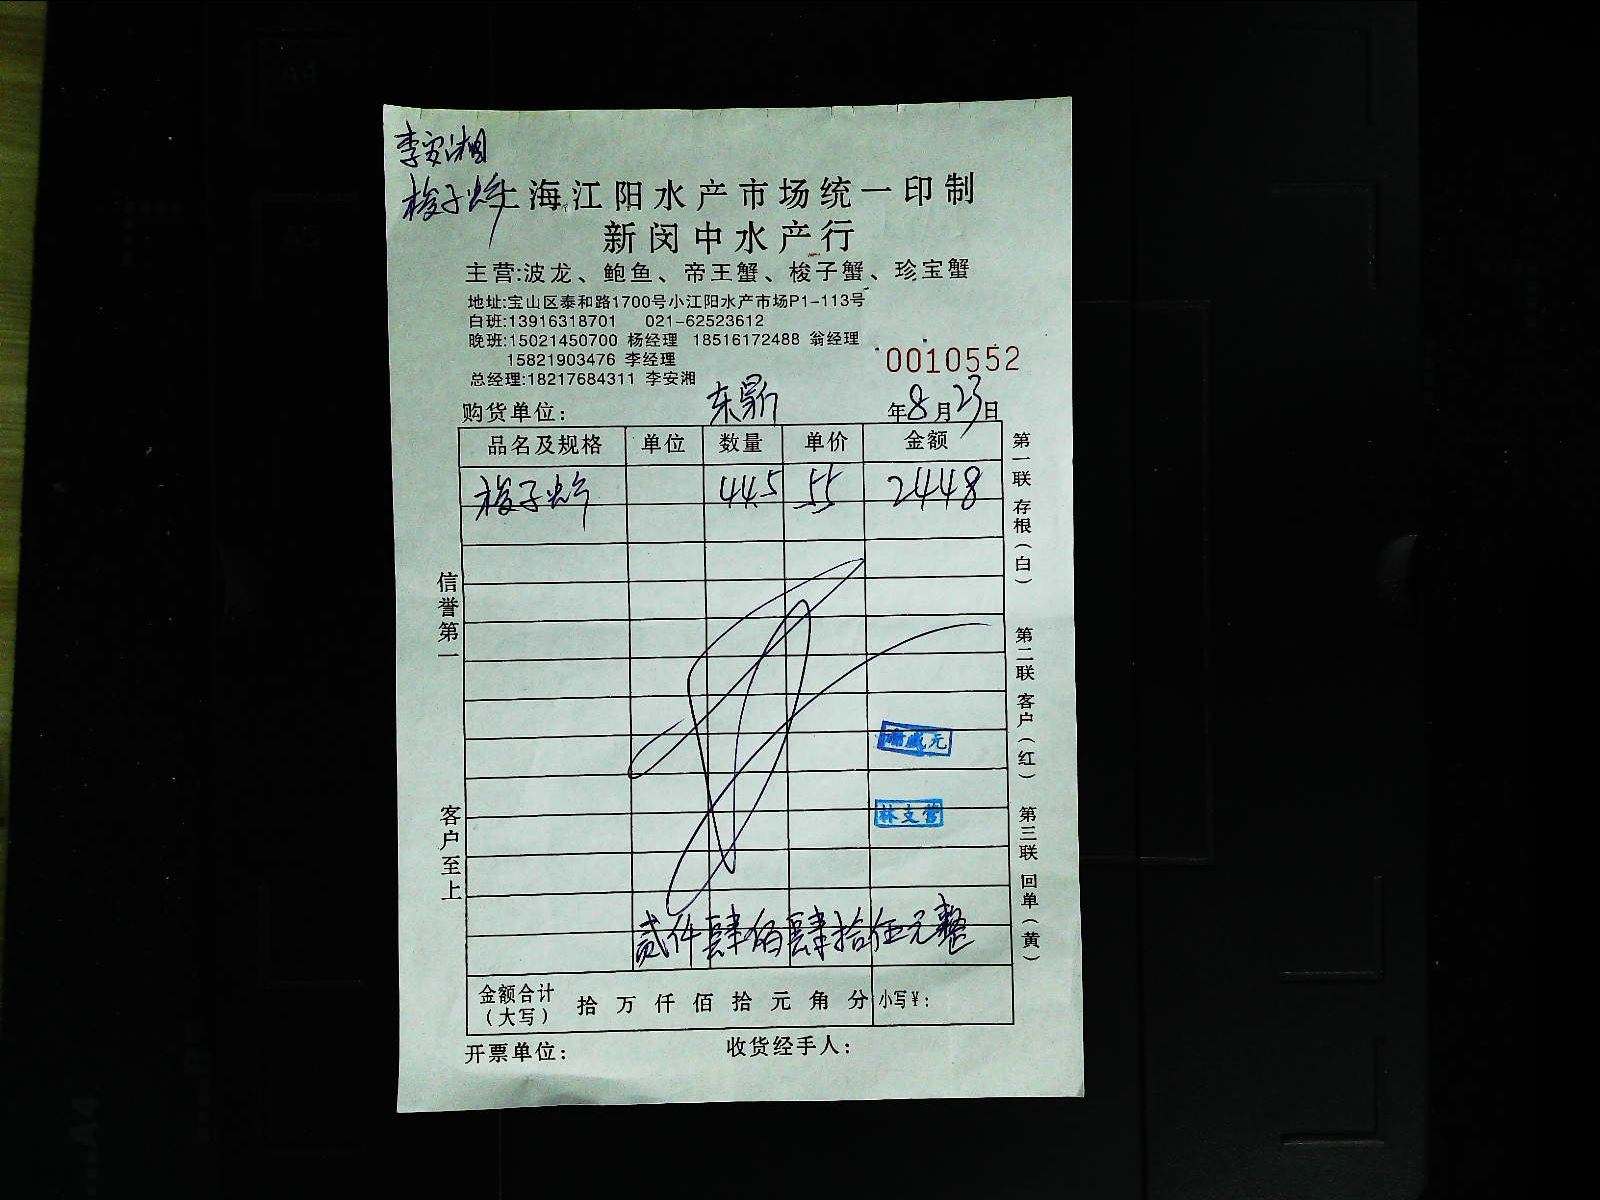 李安湘
梭子蟹
上海江阳水产市场统一印制
新闵中水产行
主营:波龙、鲍鱼、帝王蟹、梭子蟹、珍宝蟹
地址:宝山区泰和路1700号小江阳水产市场P1-113号
白班:13916318701 021-62523612
晚班:15021450700 杨经理 18516172488 翁经理
15821903476 李经理
0010552
总经理:18217684311 李安湘
购货单位: 东 年8月23日
品名及规格 单位 数量 单价 金额
梭子蟹 44.5 55 2448
信誉第一
客户至上
第一联 存根(白)
第二联 客户(红)
第三联 回单(黄)
威元
林文营
贰仟肆佰肆拾伍元整
金额合计(大写) 拾 万 仟 佰 拾 元 角 分 小写¥:
开票单位: 收货经手人: